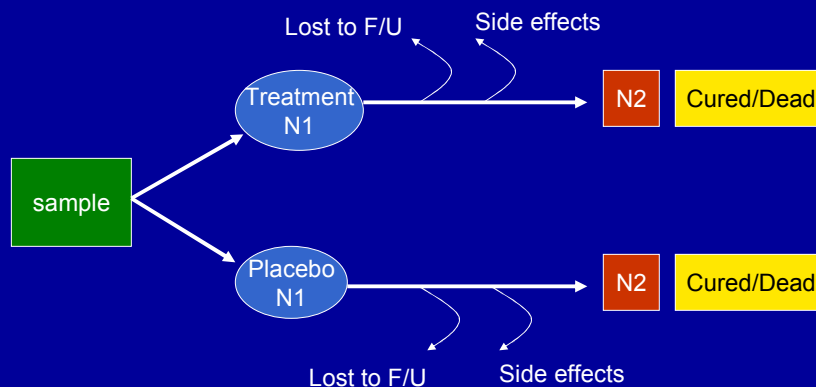 Lost to F/U
Side effects
Treatment
N1
N2
Cured/Dead
sample
Placebo
N1
N2
Cured/Dead
Lost to F/U
Side effects